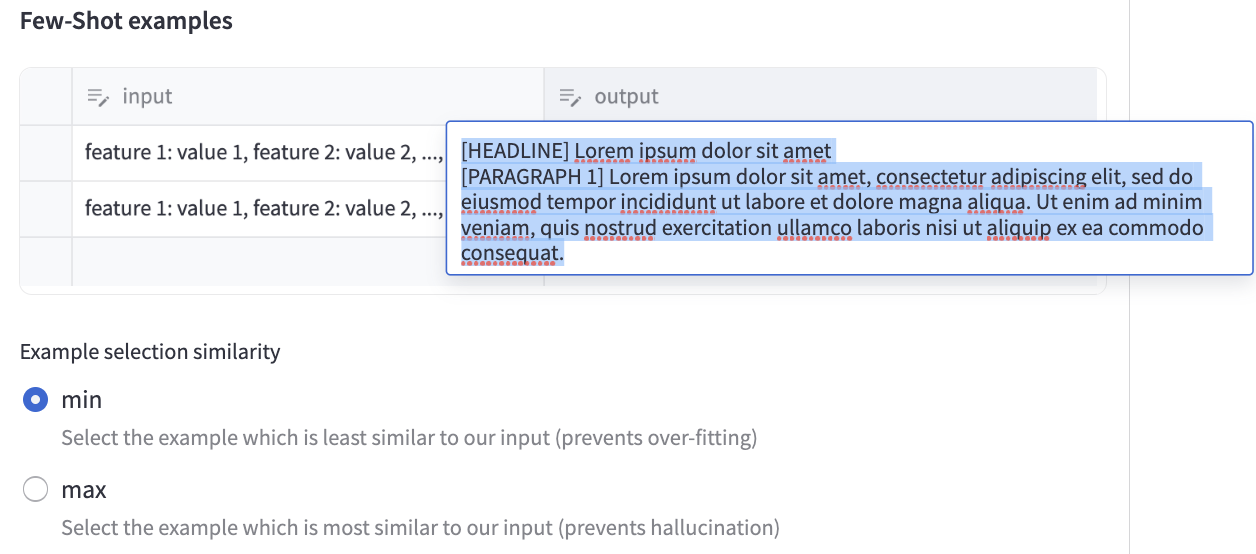 Few-Shot examples
input output
feature 1: value 1, feature 2: value 2, ...,
[HEADLINE] Lorem ipsum dolor sit amet
[PARAGRAPH 1] Lorem ipsum dolor sit amet, consectetur adipiscing elit, sed do
eiusmod tempor incididunt ut labore et dolore magna aliqua. Ut enim ad minim
veniam, quis nostrud exercitation ullamco laboris nisi ut aliquip ex ea commodo
consequat.
feature 1: value 1, feature 2: value 2, ...,
Example selection similarity
min
Select the example which is least similar to our input (prevents over-fitting)
max
Select the example which is most similar to our input (prevents hallucination)